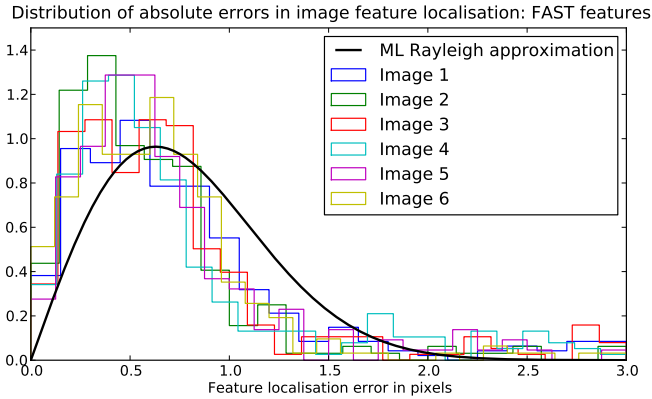 Distribution of absolute errors in image feature localisation: FAST features
1.4
1.2
1.0
0.8
0.6
0.4
0.2
0.0
ML Rayleigh approximation
Image 1
Image 2
Image 3
Image 4
Image 5
Image 6
0.0 0.5 1.0 1.5 2.0 2.5 3.0
Feature localisation error in pixels